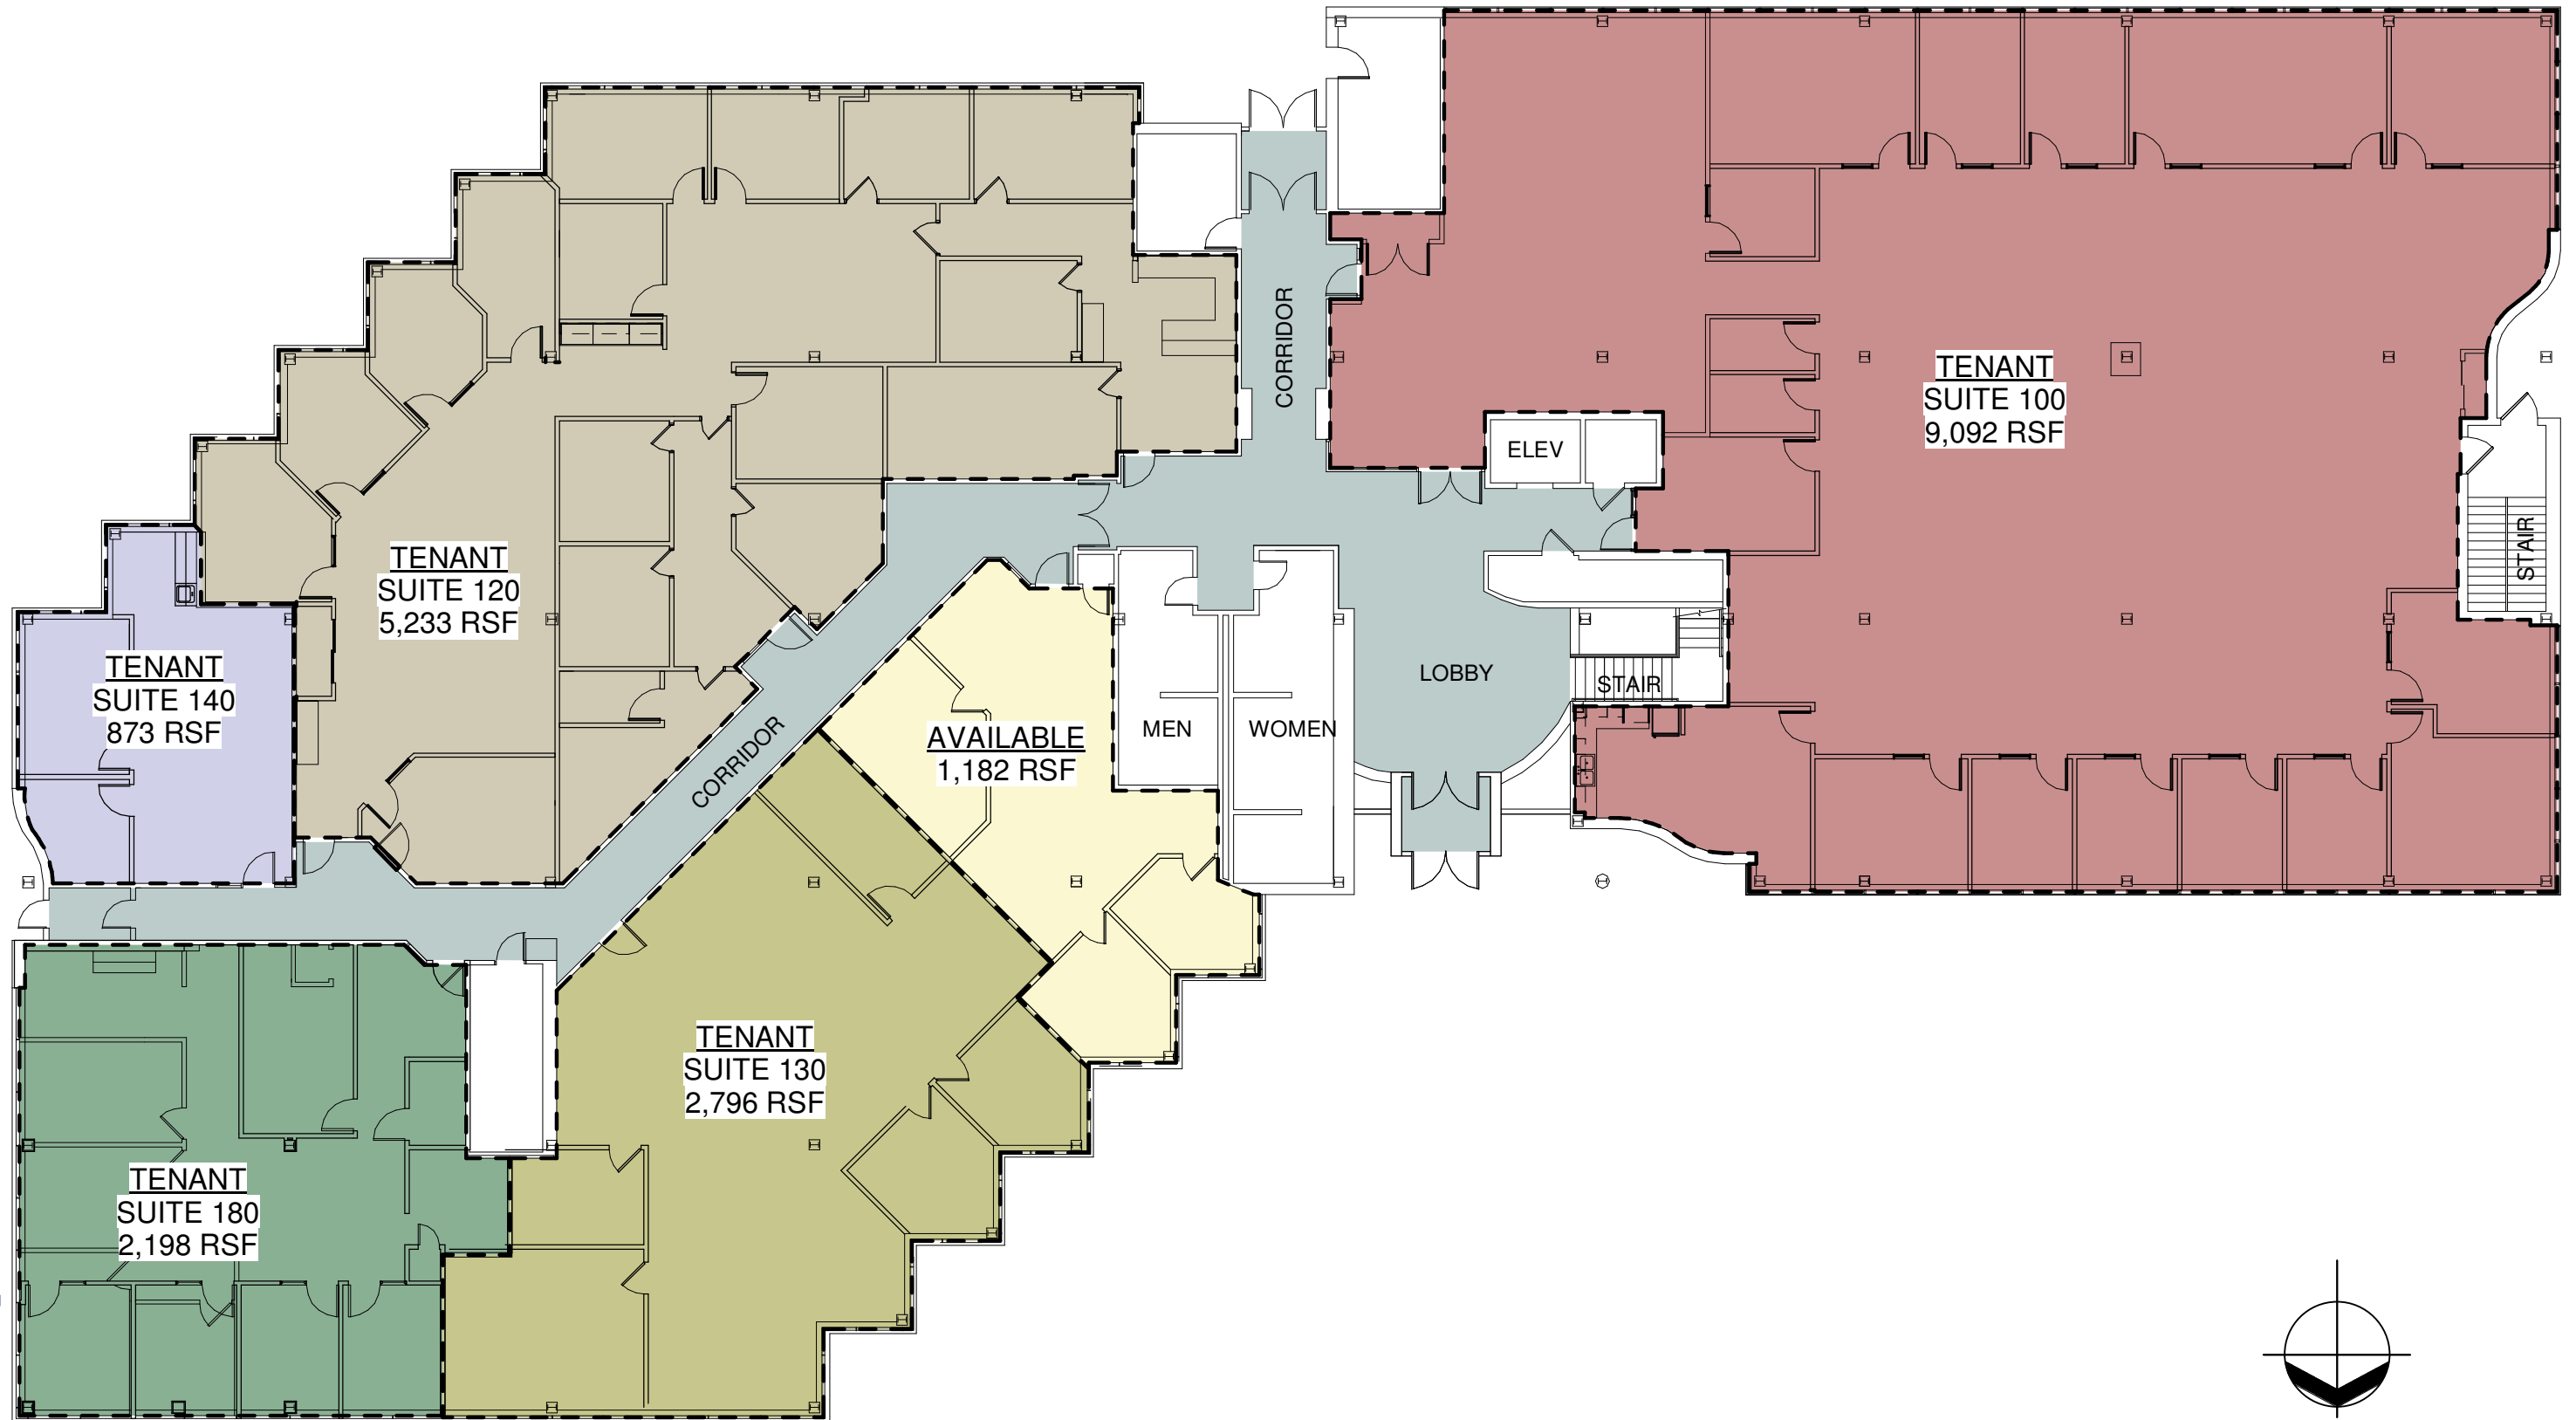 CORRIDOR
TENANT
SUITE 100
9,092 RSF
ELEV
STAIR
TENANT
SUITE 120
5,233 RSF
TENANT
SUITE 140
873 RSF
LOBBY
STAIR
MEN
WOMEN
AVAILABLE
1,182 RSF
CORRIDOR
TENANT
SUITE 130
2,796 RSF
TENANT
SUITE 180
2,198 RSF